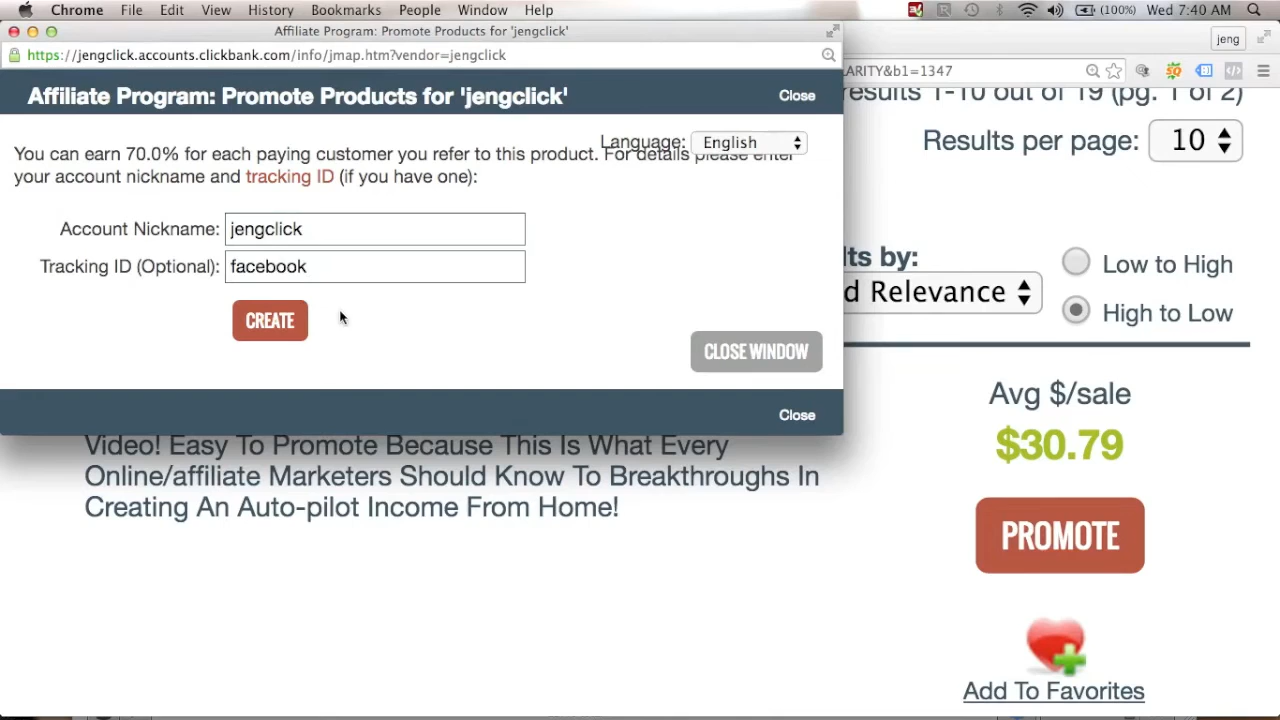 Chrome File Edit View History Bookmarks People Window Help (100%) Wed 7:40 AM
Affiliate Program: Promote Products for 'jengclick'
jeng
https://jengclick.accounts.clickbank.com/info/jmap.htm?vendor=jengclick
ARITY&b1=1347
Affiliate Program: Promote Products for 'jengclick'
Close
results 1-10 out of 19 (pg. 1 of 2)
Language: English
Results per page: 10
You can earn 70.0% for each paying customer you refer to this product. For details please enter
your account nickname and tracking ID (if you have one):
Account Nickname: jengclick
Tracking ID (Optional): facebook
lts by:
d Relevance
Low to High
High to Low
CREATE
CLOSE WINDOW
Close
Avg $/sale
$30.79
Video! Easy To Promote Because This Is What Every
Online/affiliate Marketers Should Know To Breakthroughs In
Creating An Auto-pilot Income From Home!
PROMOTE
Add To Favorites